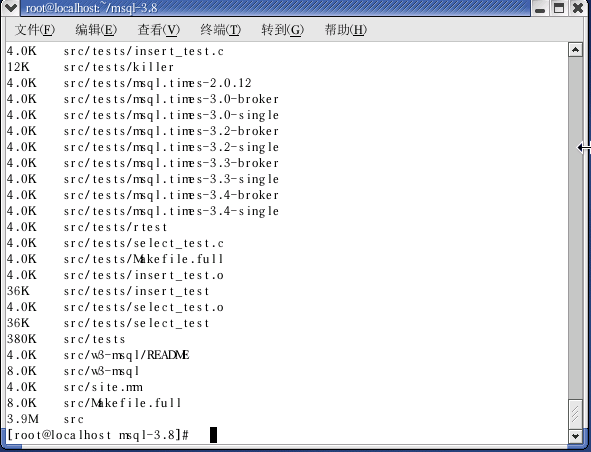 root@localhost:~/msql-3.8
文件(F) 编辑(E) 查看(V) 终端(T) 转到(G) 帮助(H)
4.0K src/tests/insert_test.c
12K src/tests/killer
4.0K src/tests/msql.times-2.0.12
4.0K src/tests/msql.times-3.0-broker
4.0K src/tests/msql.times-3.0-single
4.0K src/tests/msql.times-3.2-broker
4.0K src/tests/msql.times-3.2-single
4.0K src/tests/msql.times-3.3-broker
4.0K src/tests/msql.times-3.3-single
4.0K src/tests/msql.times-3.4-broker
4.0K src/tests/msql.times-3.4-single
4.0K src/tests/rtest
4.0K src/tests/select_test.c
4.0K src/tests/Makefile.full
4.0K src/tests/insert_test.o
36K src/tests/insert_test
4.0K src/tests/select_test.o
36K src/tests/select_test
380K src/tests
4.0K src/w3-msql/README
8.0K src/w3-msql
4.0K src/site.mm
8.0K src/Makefile.full
3.9M src
[root@localhost msql-3.8]#